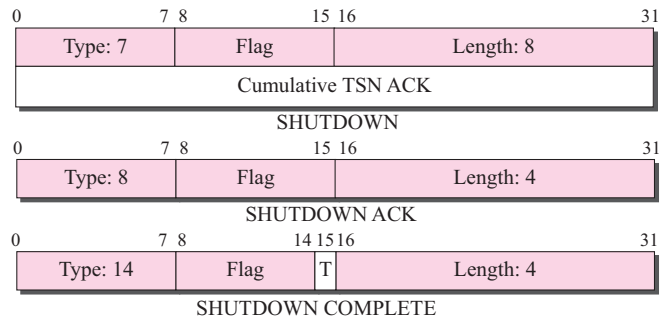 0 7 8 15 16 31
Type: 7 Flag Length: 8
Cumulative TSN ACK
SHUTDOWN
0 7 8 15 16 31
Type: 8 Flag Length: 4
SHUTDOWN ACK
0 7 8 14 15 16 31
Type: 14 Flag T Length: 4
SHUTDOWN COMPLETE